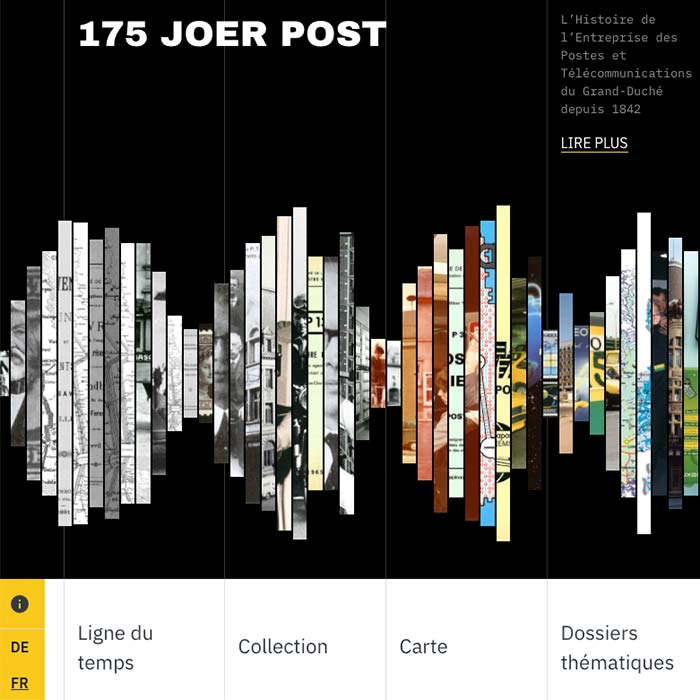 175 JOER POST
L'Histoire de
l'Entreprise des
Postes et
Télécommunications
du Grand-Duché
depuis 1842
LIRE PLUS
DE
FR
Ligne du
temps
Collection
Carte
Dossiers
thématiques